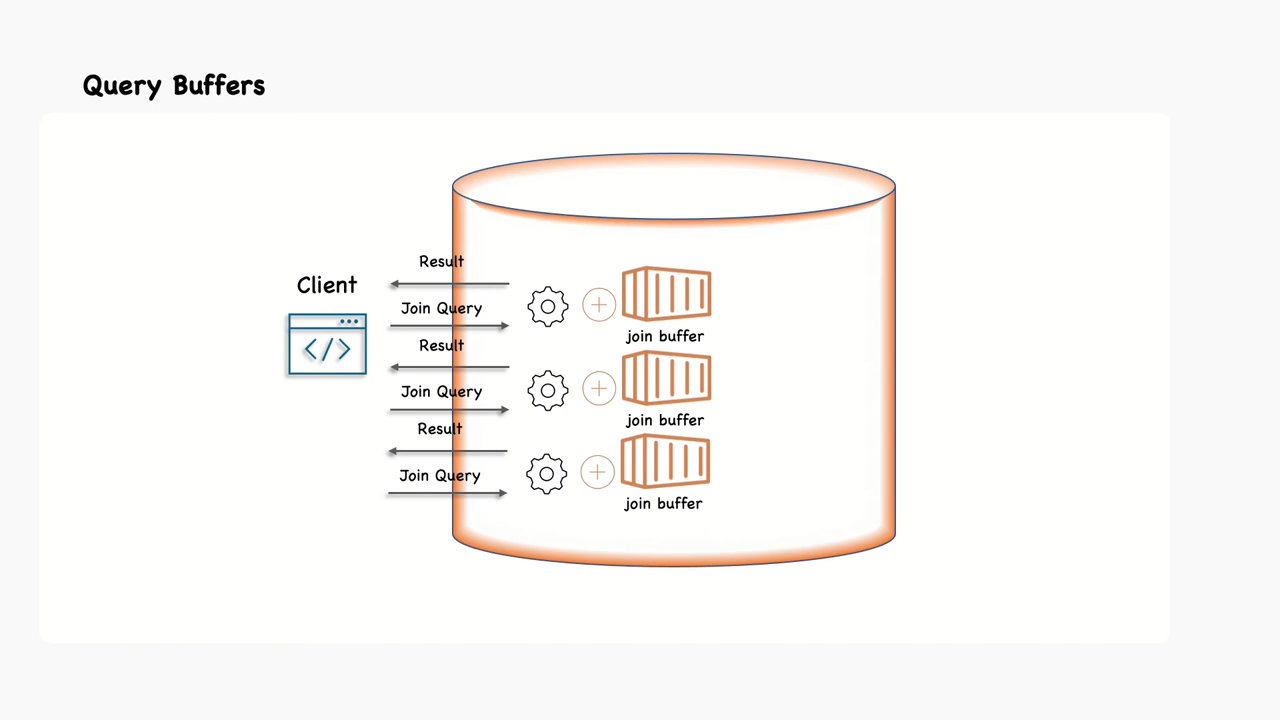 Query Buffers
Client
Result
Join Query
join buffer
Result
Join Query
join buffer
Result
Join Query
join buffer